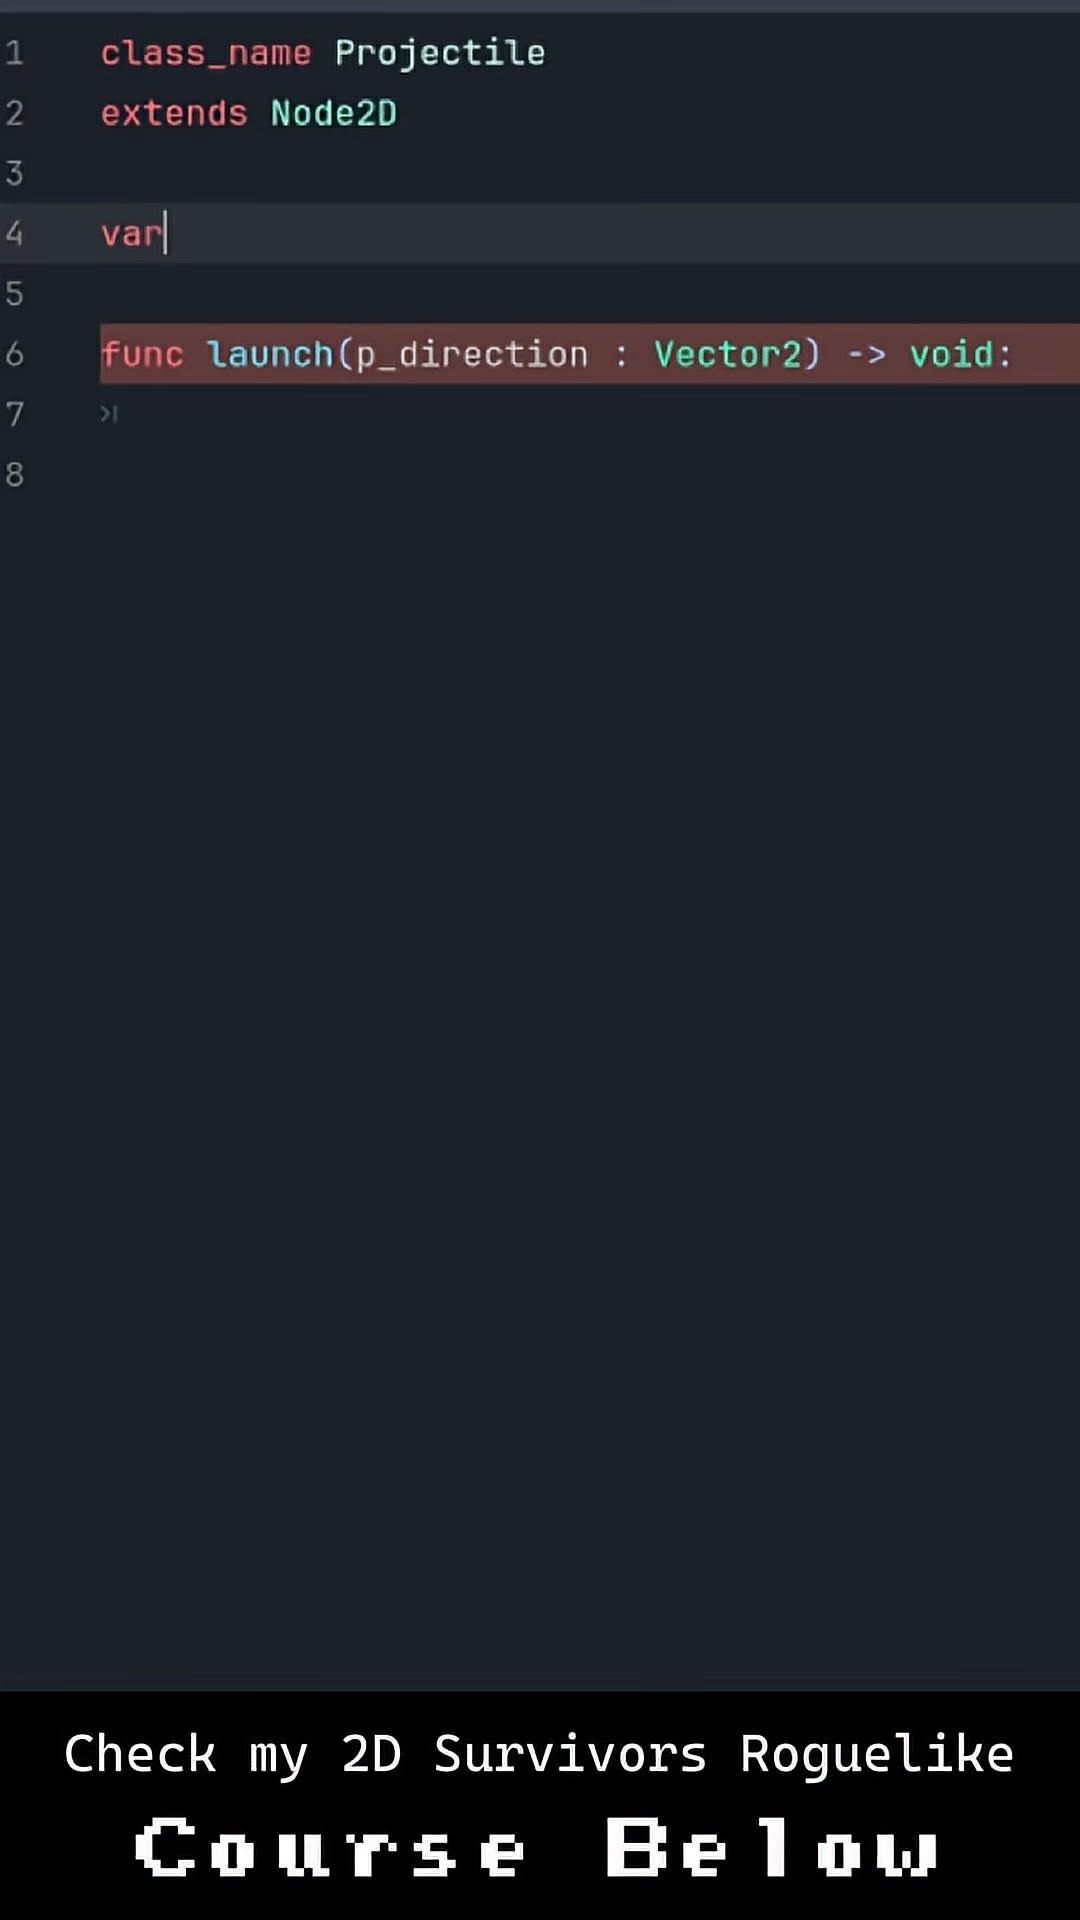 1 class_name Projectile
2 extends Node2D
3
4 var
5
6 func launch(p_direction : Vector2) -> void:
7
8
Check my 2D Survivors Roguelike
Course Below